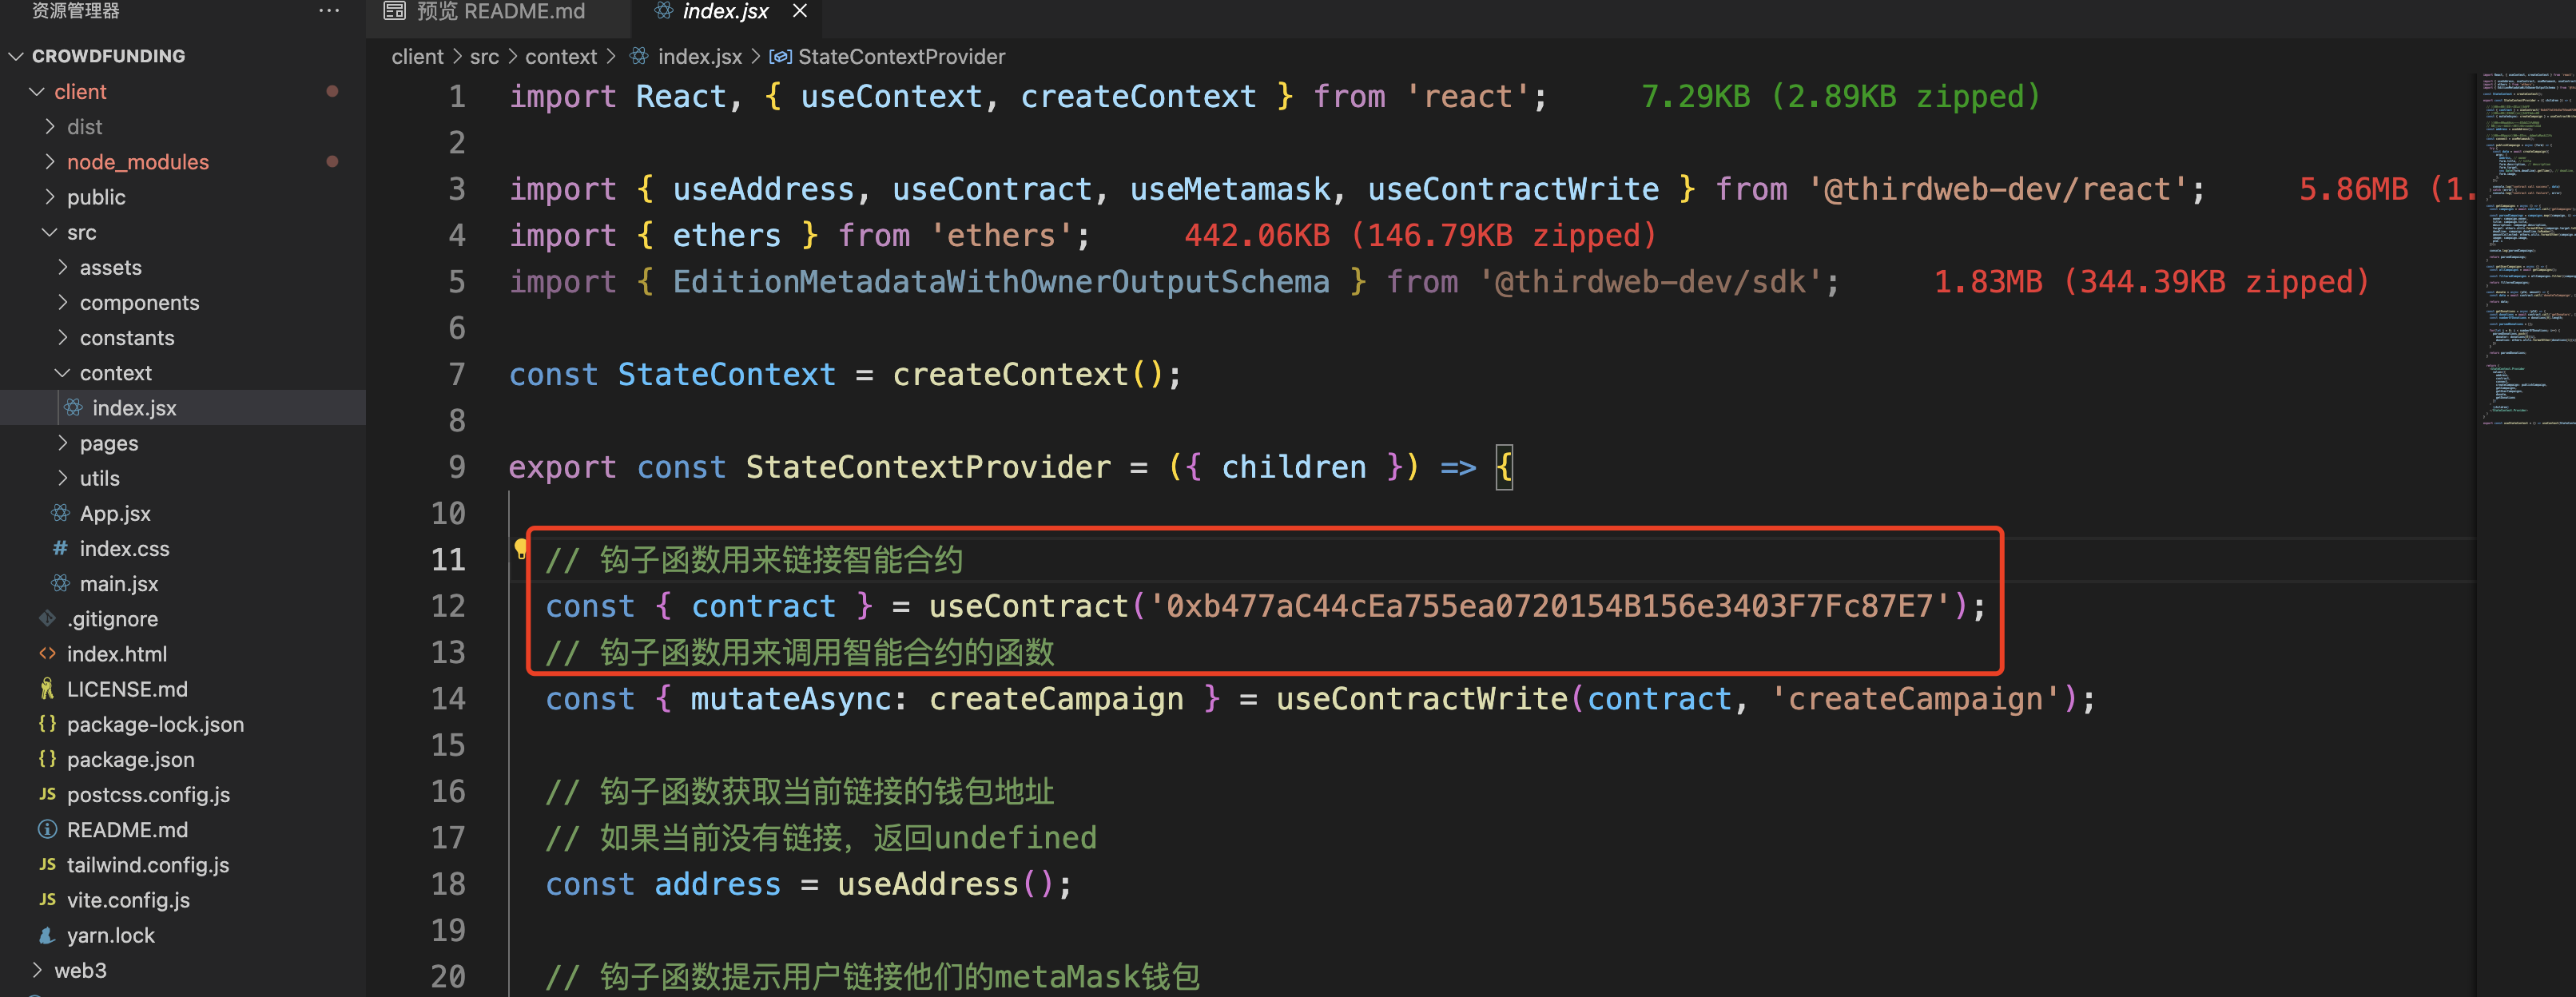 资源管理器
···
预览 README.md
index.jsx
CROWDFUNDING
client
dist
node_modules
public
src
assets
components
constants
context
index.jsx
pages
utils
App.jsx
index.css
main.jsx
.gitignore
index.html
LICENSE.md
package-lock.json
package.json
postcss.config.js
README.md
tailwind.config.js
vite.config.js
yarn.lock
web3
client > src > context > index.jsx > StateContextProvider
1 import React, { useContext, createContext } from 'react'; 7.29KB (2.89KB zipped)
2
3 import { useAddress, useContract, useMetamask, useContractWrite } from '@thirdweb-dev/react'; 5.86MB (1.
4 import { ethers } from 'ethers'; 442.06KB (146.79KB zipped)
5 import { EditionMetadataWithOwnerOutputSchema } from '@thirdweb-dev/sdk'; 1.83MB (344.39KB zipped)
6
7 const StateContext = createContext();
8
9 export const StateContextProvider = ({ children }) => {
10
11 // 钩子函数用来链接智能合约
12 const { contract } = useContract('0xb477aC44cEa755ea0720154B156e3403F7Fc87E7');
13 // 钩子函数用来调用智能合约的函数
14 const { mutateAsync: createCampaign } = useContractWrite(contract, 'createCampaign');
15
16 // 钩子函数获取当前链接的钱包地址
17 // 如果当前没有链接，返回undefined
18 const address = useAddress();
19
20 // 钩子函数提示用户链接他们的metaMask钱包